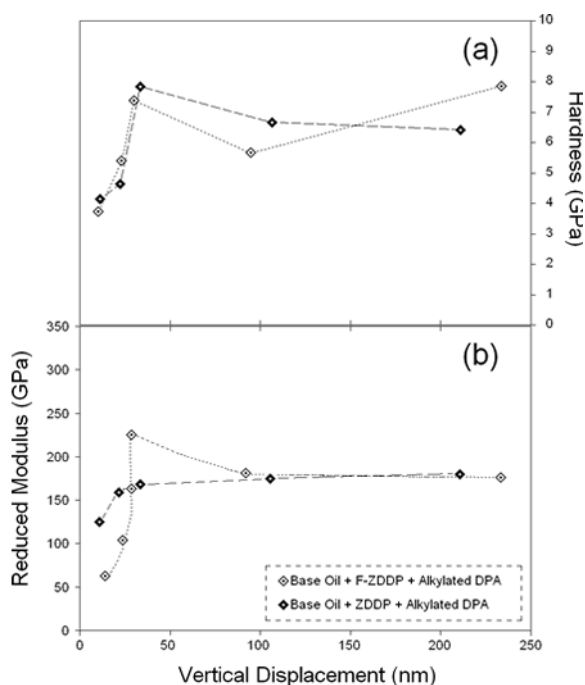 (a)
10
9
8
7
6
5
4
3
2
1
0
Hardness (GPa)
(b)
350
300
250
200
150
100
50
0
Reduced Modulus (GPa)
Base Oil + F-ZDDP + Alkylated DPA
Base Oil + ZDDP + Alkylated DPA
0 50 100 150 200 250
Vertical Displacement (nm)